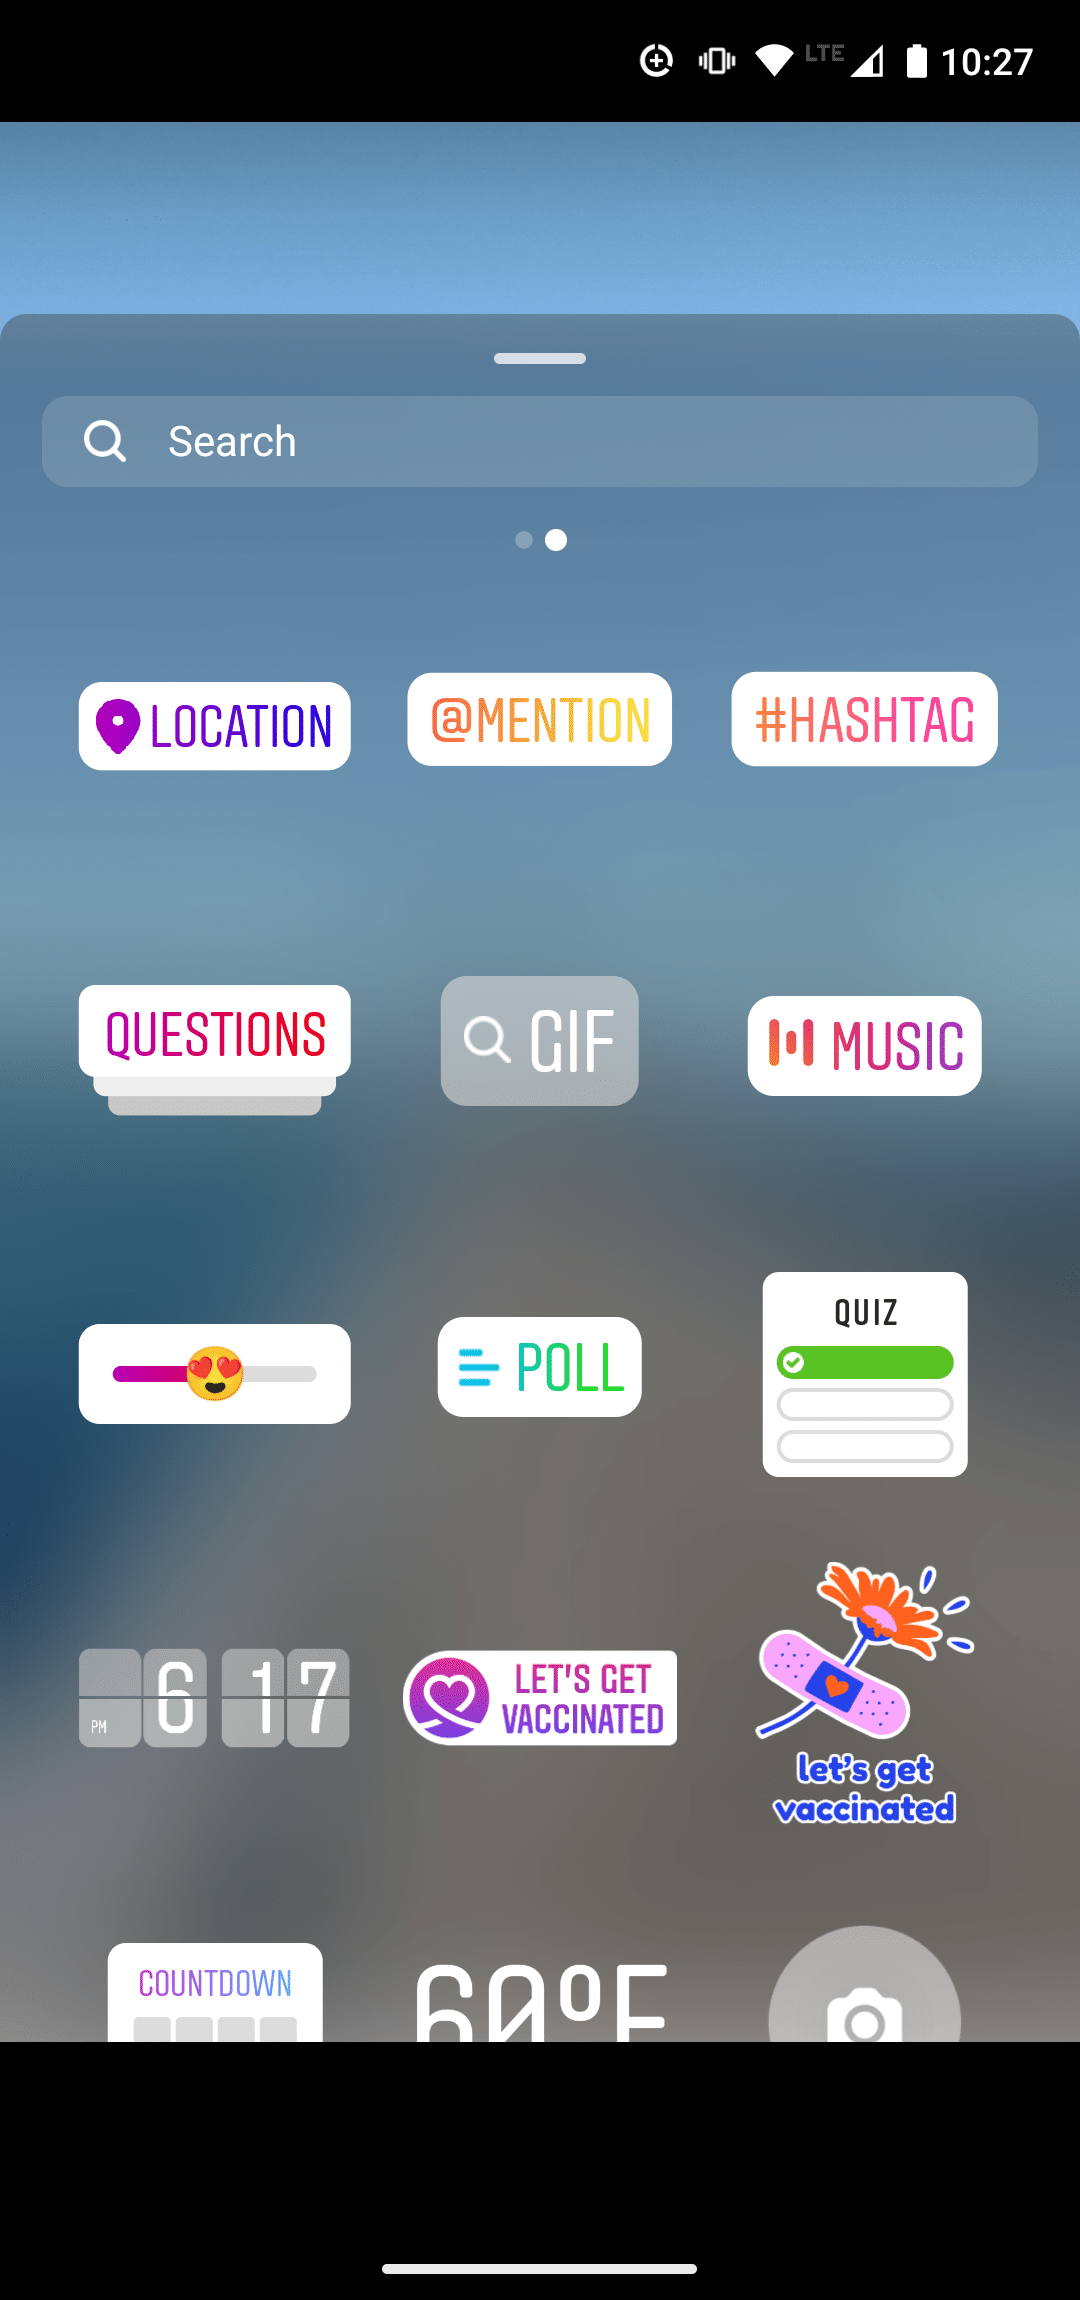 LTE 10:27
Search
LOCATION
@MENTION
#HASHTAG
QUESTIONS
GIF
MUSIC
POLL
QUIZ
PM 6 17
LET'S GET
VACCINATED
let's get
vaccinated
COUNTDOWN
60°F